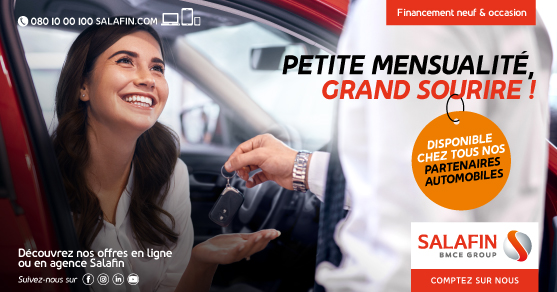 080 10 00 100 SALAFIN.COM
Financement neuf & occasion
PETITE MENSUALITÉ,
GRAND SOURIRE !
DISPONIBLE
CHEZ TOUS NOS
PARTENAIRES
AUTOMOBILES
Découvrez nos offres en ligne
ou en agence Salafin
Suivez-nous sur
SALAFIN
BMCE GROUP
COMPTEZ SUR NOUS